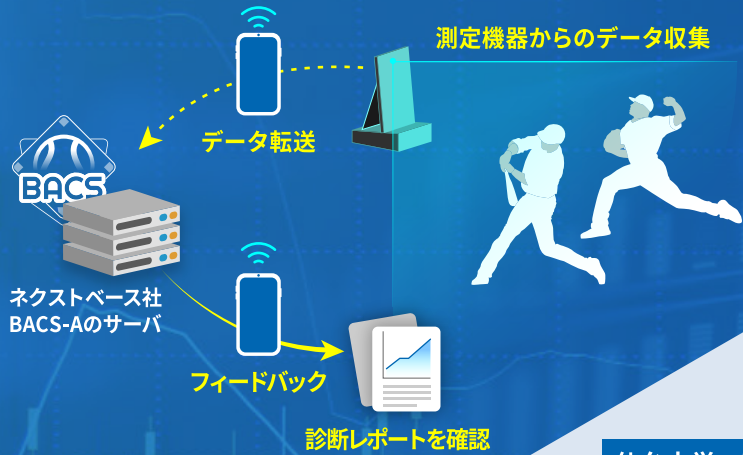 測定機器からのデータ収集
データ転送
BACS
ネクストベース社
BACS-Aのサーバ
フィードバック
診断レポートを確認